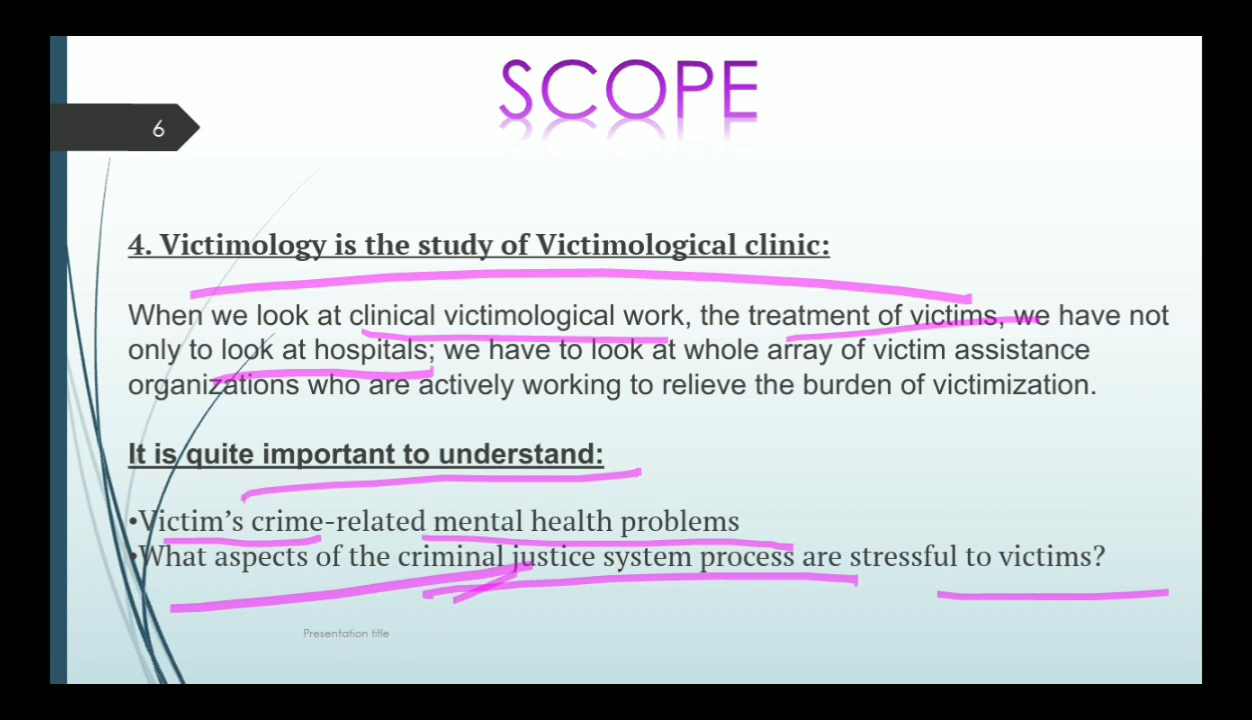 SCOPE
6
4. Victimology is the study of Victimological clinic:
When we look at clinical victimological work, the treatment of victims, we have not
only to look at hospitals; we have to look at whole array of victim assistance
organizations who are actively working to relieve the burden of victimization.
It is quite important to understand:
•Victim’s crime-related mental health problems
•What aspects of the criminal justice system process are stressful to victims?
Presentation title